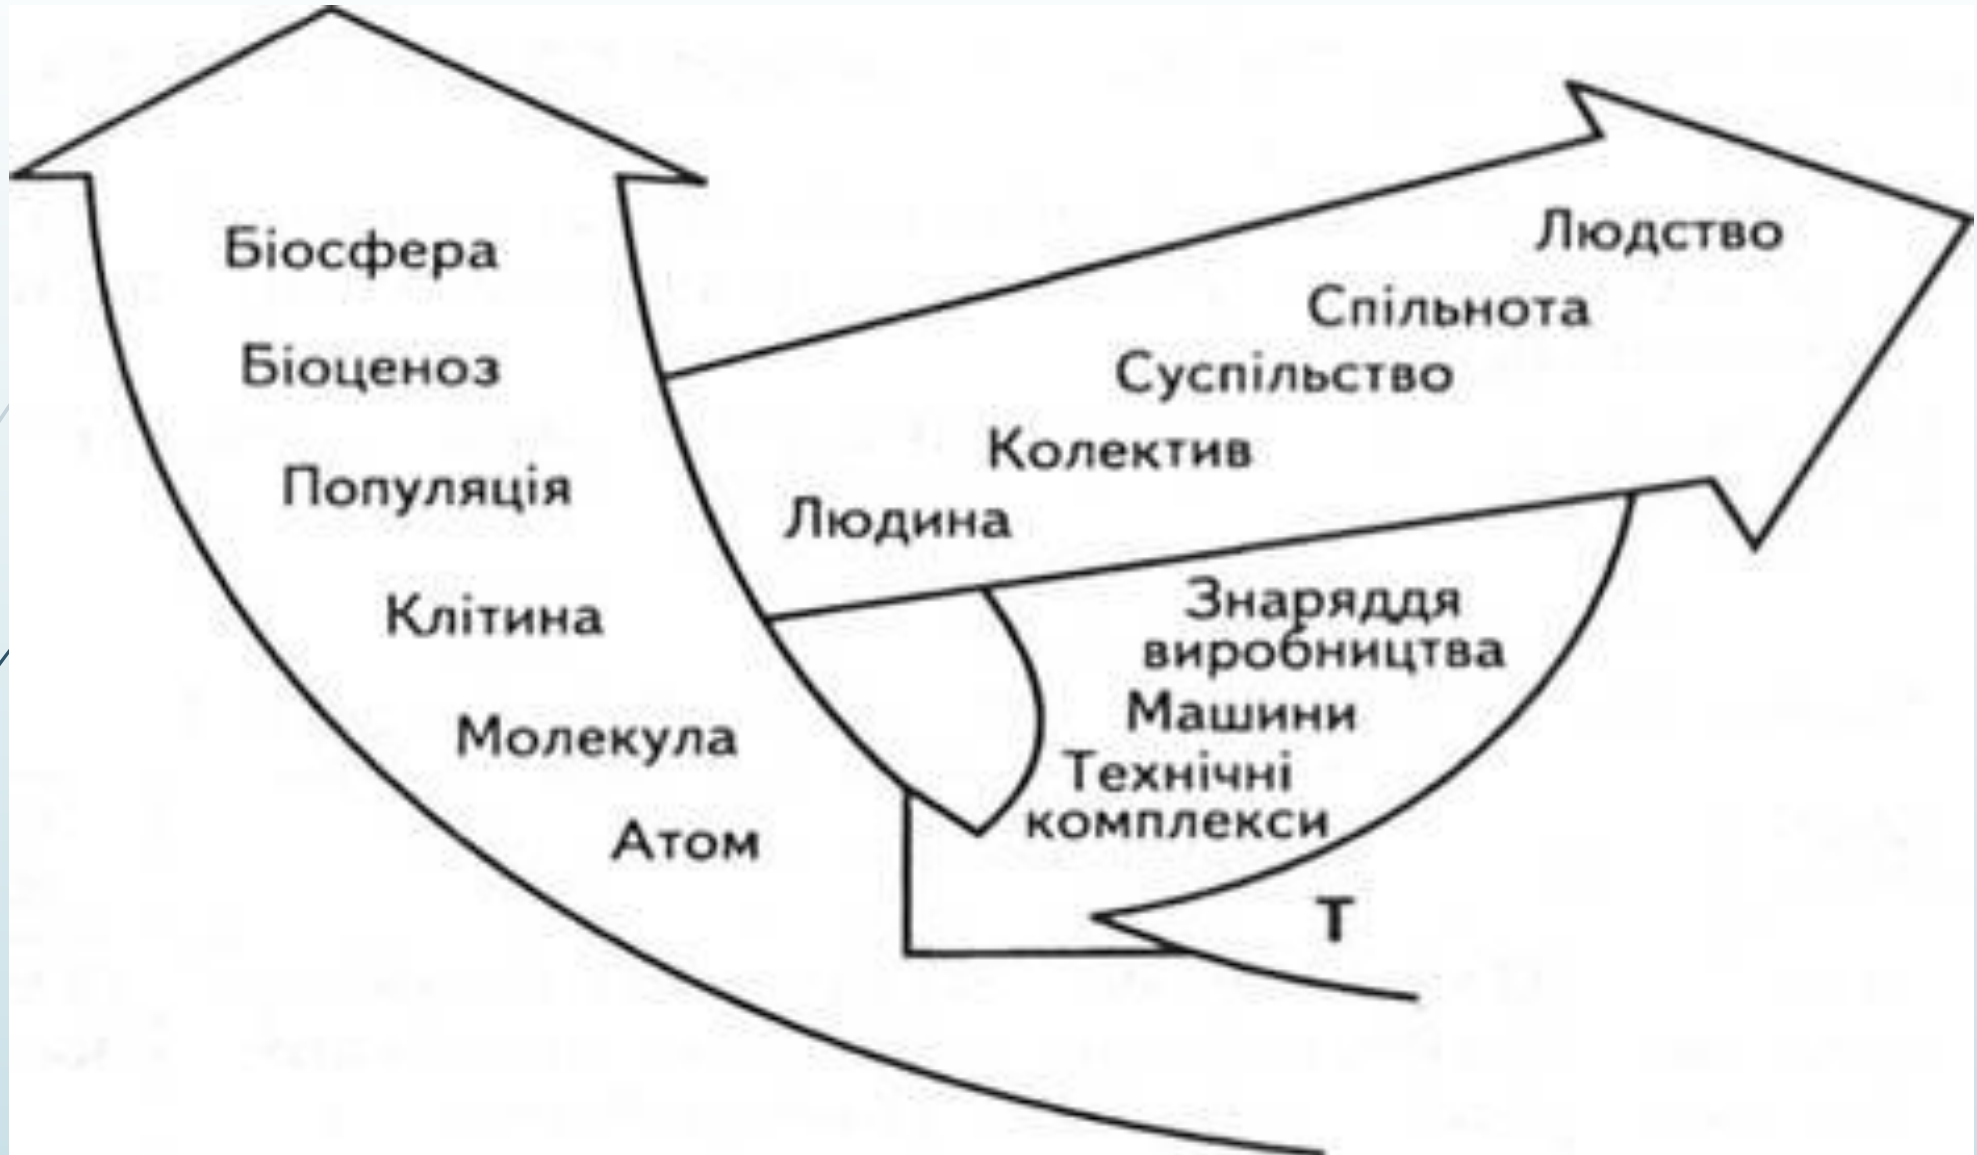 Біосфера
Біоценоз
Популяція
Клітина
Молекула
Атом
Людство
Спільнота
Суспільство
Колектив
Людина
Знаряддя
виробництва
Машини
Технічні
комплекси
Т